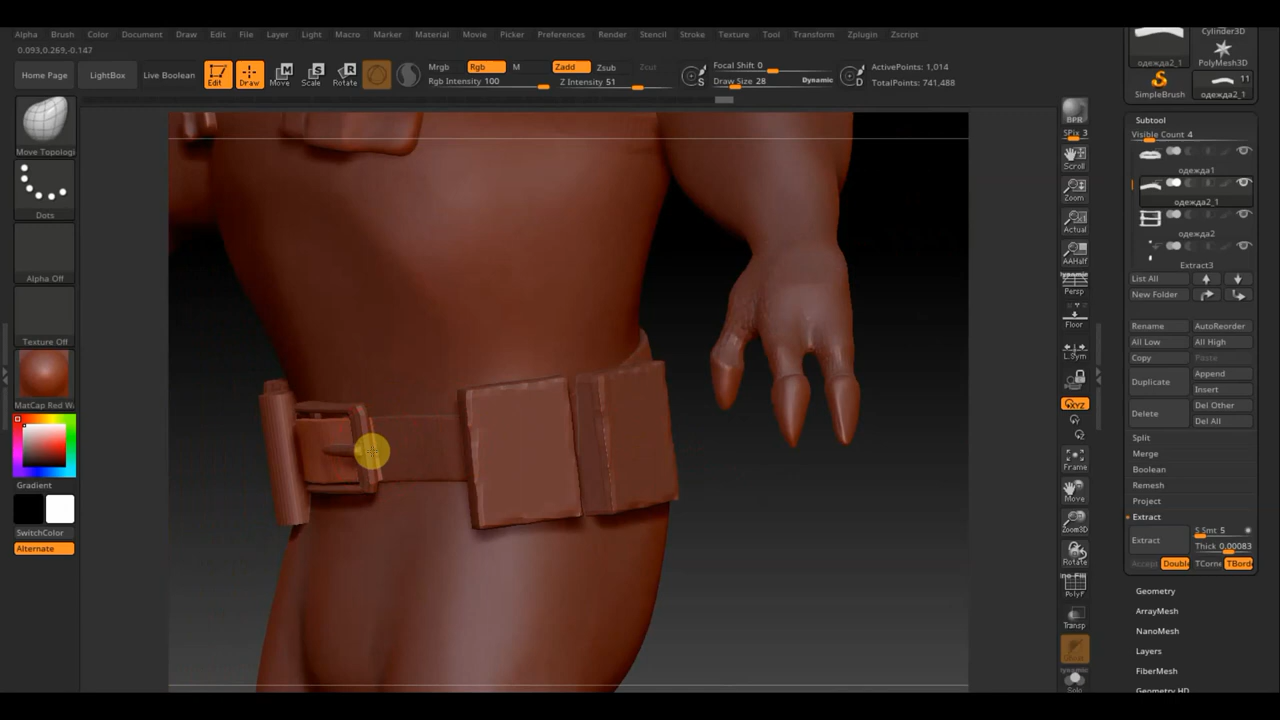 Alpha Brush Color Document Draw Edit File Layer Light Macro Marker Material Movie Picker Preferences Render Stencil Stroke Texture Tool Transform Zplugin Zscript
0.093,0.269,-0.147
Home Page
LightBox
Live Boolean
Edit
Draw
Move
Scale
Rotate
Mrgb
Rgb
M
Rgb Intensity 100
Zadd
Zsub
Zcut
Z Intensity 51
S
Focal Shift 0
Draw Size 28
Dynamic
D
ActivePoints: 1,014
TotalPoints: 741,488
Move Topologi
Dots
Alpha Off
Texture Off
MatCap Red Wa
Gradient
SwitchColor
Alternate
BPR
SPix 3
Scroll
Zoom
Actual
AAHalf
dynamic
Persp
Floor
L.Sym
XYZ
Y
Z
Frame
Move
Zoom3D
Rotate
PolyF
Transp
Solo
одежда2_1
Cylinder3D
PolyMesh3D
SimpleBrush
11
одежда2_1
Subtool
Visible Count 4
одежда1
одежда2_1
одежда2
Extract3
List All
New Folder
Rename
AutoReorder
All Low
All High
Copy
Paste
Duplicate
Append
Insert
Delete
Del Other
Del All
Split
Merge
Boolean
Remesh
Project
Extract
Extract
S Smt 5
Thick 0.00083
Accept
Double
TCorne
TBorde
Geometry
ArrayMesh
NanoMesh
Layers
FiberMesh
Geometry HD